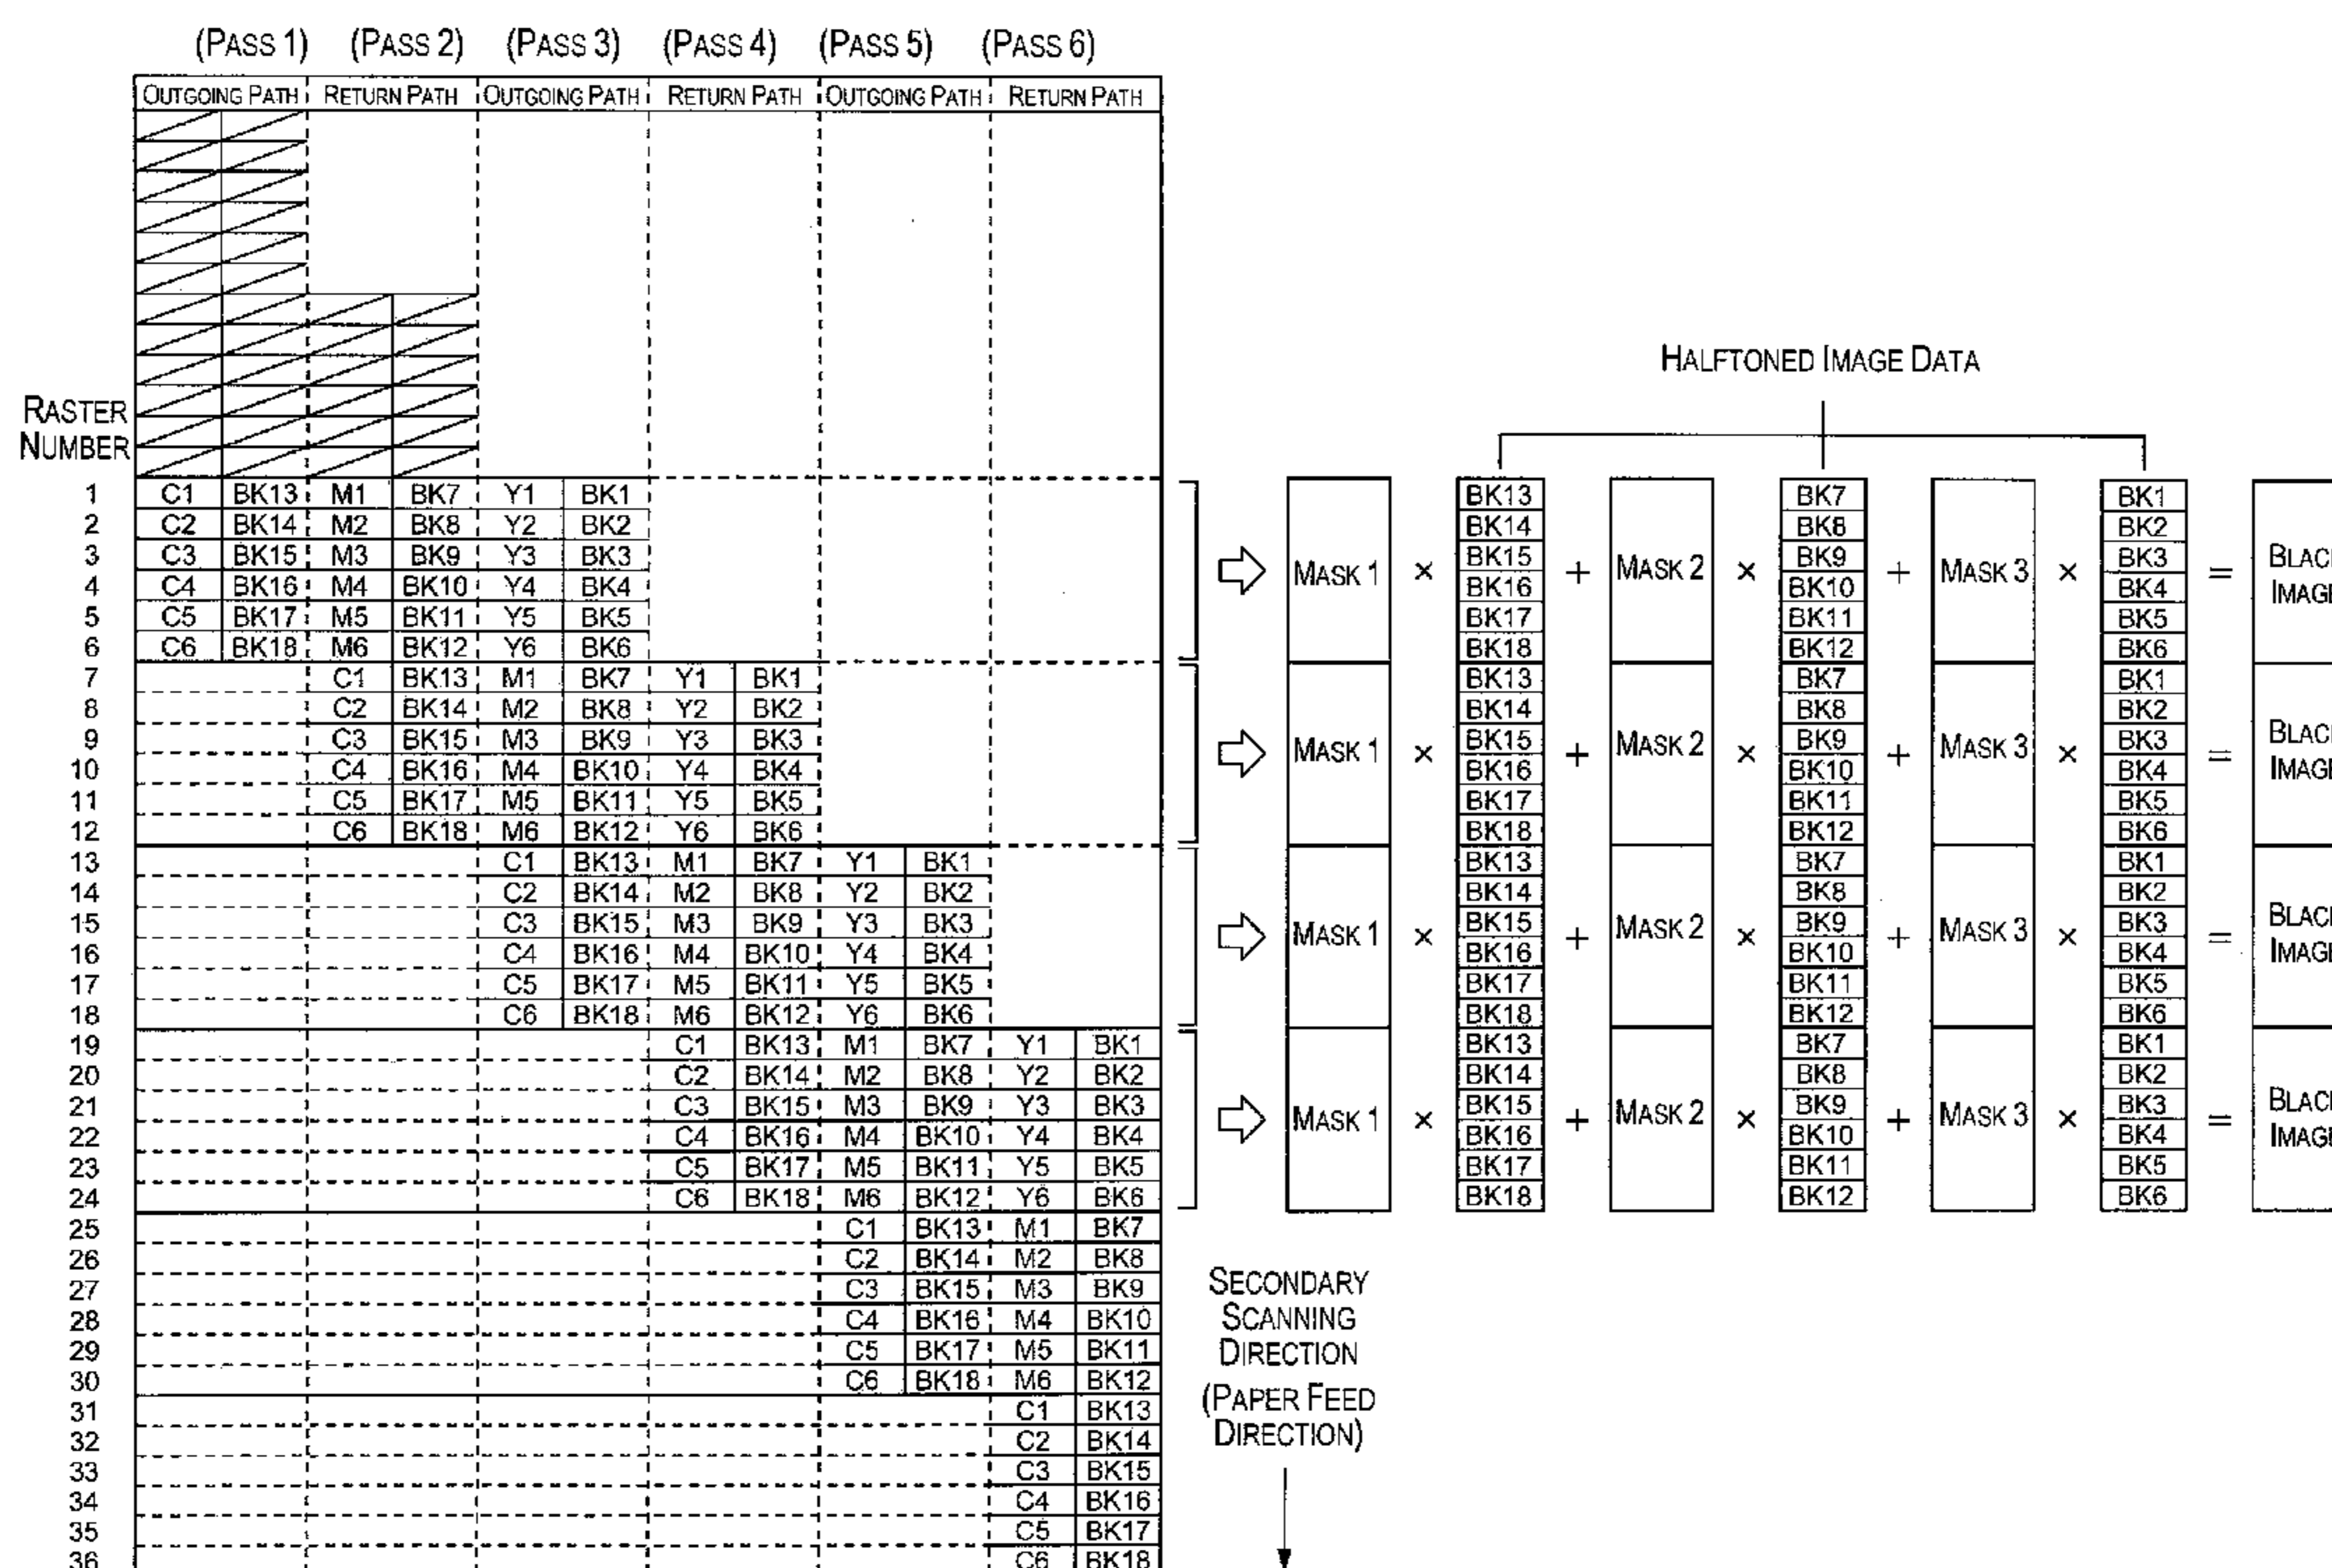 (PASS 1) (PASS 2) (PASS 3) (PASS 4) (PASS 5) (PASS 6)
OUTGOING PATH RETURN PATH OUTGOING PATH RETURN PATH OUTGOING PATH RETURN PATH
HALFTONED IMAGE DATA
RASTER
NUMBER
1 C1 BK13 M1 BK7 Y1 BK1 BK13 BK7 BK1
2 C2 BK14 M2 BK8 Y2 BK2 BK14 BK8 BK2
3 C3 BK15 M3 BK9 Y3 BK3 BK15 BK9 BK3
4 C4 BK16 M4 BK10 Y4 BK4 MASK 1 × BK16 + MASK 2 × BK10 + MASK 3 × BK4 = IMAGE
5 C5 BK17 M5 BK11 Y5 BK5 BK17 BK11 BK5
6 C6 BK18 M6 BK12 Y6 BK6 BK18 BK12 BK6
7 C1 BK13 M1 BK7 Y1 BK1 BK13 BK7 BK1
8 C2 BK14 M2 BK8 Y2 BK2 BK14 BK8 BK2
9 C3 BK15 M3 BK9 Y3 BK3 MASK 1 × BK15 + MASK 2 × BK9 + MASK 3 × BK3 =
10 C4 BK16 M4 BK10 Y4 BK4 BK16 BK10 BK4 IMAGE
11 C5 BK17 M5 BK11 Y5 BK5 BK17 BK11 BK5
12 C6 BK18 M6 BK12 Y6 BK6 BK18 BK12 BK6
13 C1 BK13 M1 BK7 Y1 BK1 BK13 BK7 BK1
14 C2 BK14 M2 BK8 Y2 BK2 BK14 BK8 BK2
15 C3 BK15 M3 BK9 Y3 BK3 MASK 1 × BK15 + MASK 2 × BK9 + MASK 3 × BK3 =
16 C4 BK16 M4 BK10 Y4 BK4 BK16 BK10 BK4 IMAGE
17 C5 BK17 M5 BK11 Y5 BK5 BK17 BK11 BK5
18 C6 BK18 M6 BK12 Y6 BK6 BK18 BK12 BK6
19 C1 BK13 M1 BK7 Y1 BK1 BK13 BK7 BK1
20 C2 BK14 M2 BK8 Y2 BK2 BK14 BK8 BK2
21 C3 BK15 M3 BK9 Y3 BK3 MASK 1 × BK15 + MASK 2 × BK9 + MASK 3 × BK3 =
22 C4 BK16 M4 BK10 Y4 BK4 BK16 BK10 BK4 IMAGE
23 C5 BK17 M5 BK11 Y5 BK5 BK17 BK11 BK5
24 C6 BK18 M6 BK12 Y6 BK6 BK18 BK12 BK6
25 C1 BK13 M1 BK7
26 C2 BK14 M2 BK8
27 C3 BK15 M3 BK9
28 C4 BK16 M4 BK10
29 C5 BK17 M5 BK11
30 C6 BK18 M6 BK12
31 C1 BK13
32 C2 BK14
33 C3 BK15
34 C4 BK16
35 C5 BK17
36 C6 BK18
SECONDARY
SCANNING
DIRECTION
(PAPER FEED
DIRECTION)